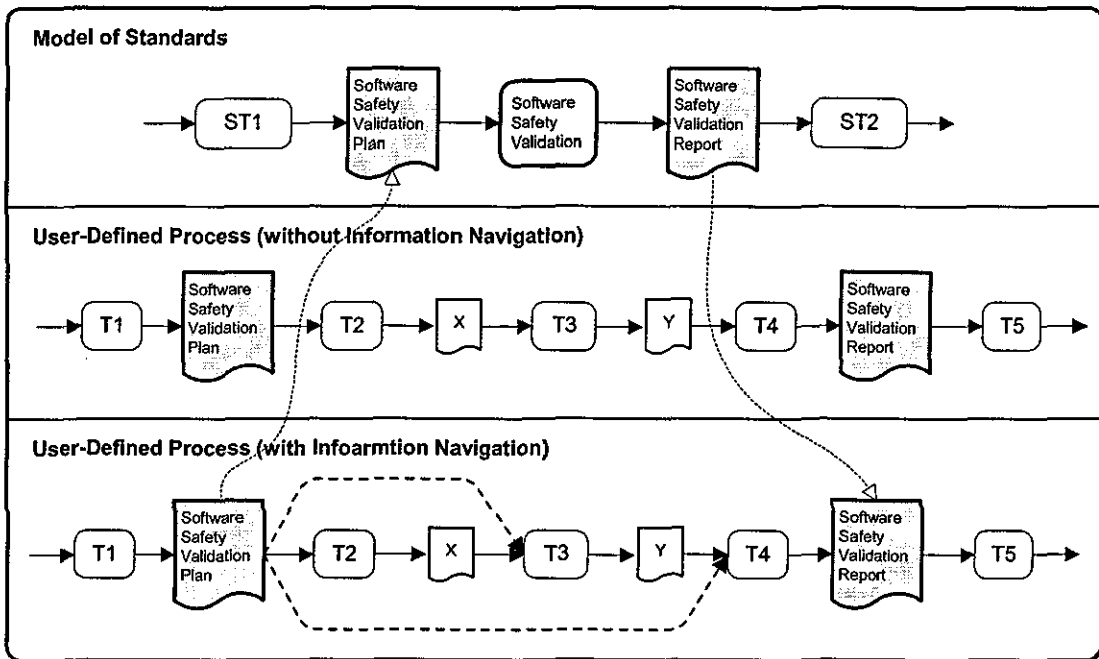 Model of Standards
ST1
Software
Safety
Validation
Plan
Software
Safety
Validation
Software
Safety
Validation
Report
ST2
User-Defined Process (without Information Navigation)
T1
Software
Safety
Validation
Plan
T2
X
T3
Y
T4
Software
Safety
Validation
Report
T5
User-Defined Process (with Infoarmtion Navigation)
T1
Software
Safety
Validation
Plan
T2
X
T3
Y
T4
Software
Safety
Validation
Report
T5